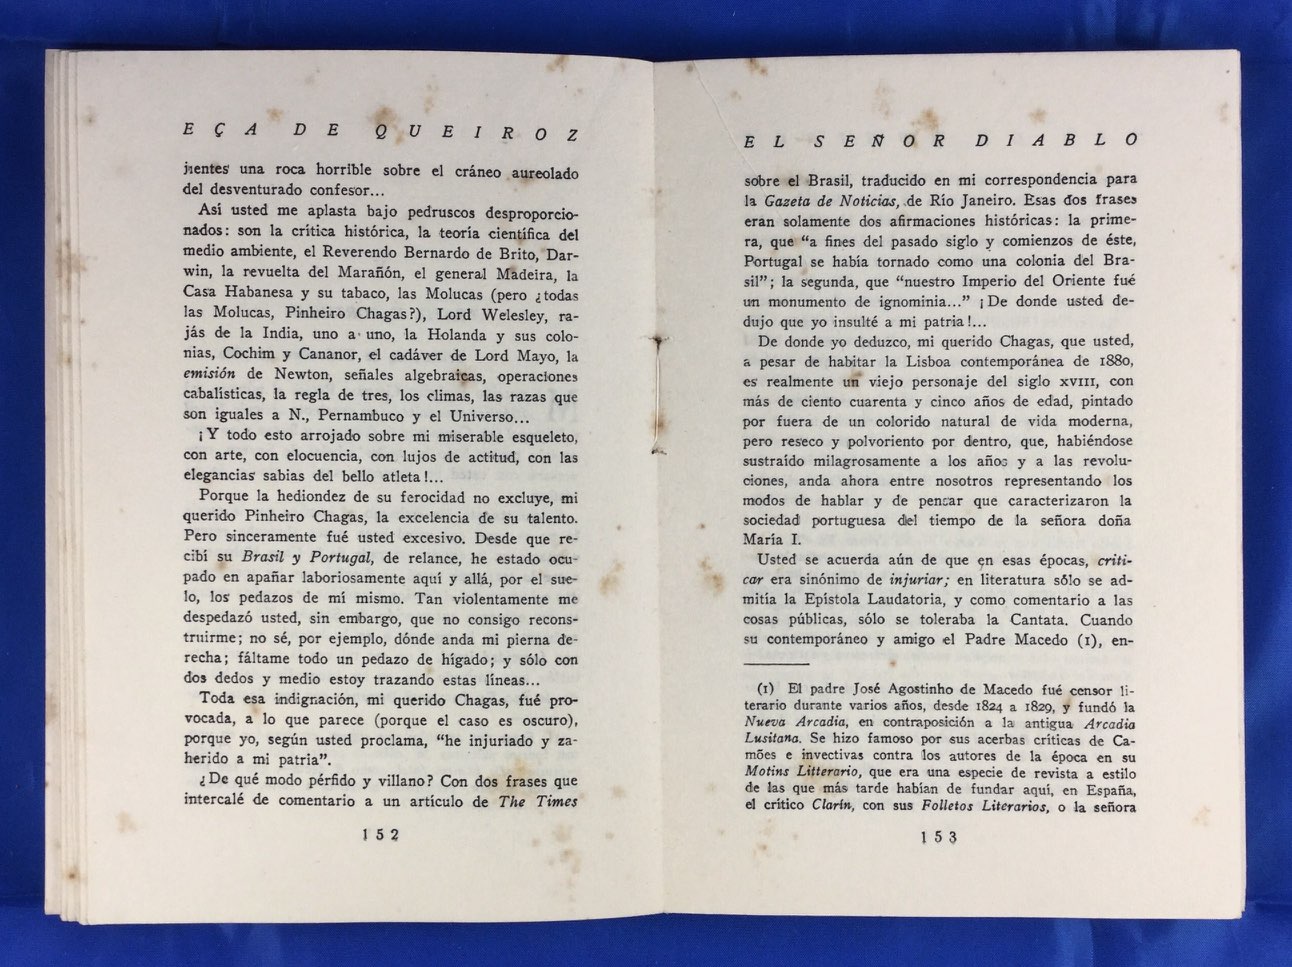 EÇA DE QUEIROZ
jientes una roca horrible sobre el cráneo aureolado
del desventurado confesor...
Así usted me aplasta bajo pedruscos desproporcio-
nados: son la crítica histórica, la teoría científica del
medio ambiente, el Reverendo Bernardo de Brito, Dar-
win, la revuelta del Marañón, el general Madeira, la
Casa Habanesa y su tabaco, las Molucas (pero ¿todas
las Molucas, Pinheiro Chagas?), Lord Welesley, ra-
jás de la India, uno a uno, la Holanda y sus colo-
nias, Cochim y Cananor, el cadáver de Lord Mayo, la
emisión de Newton, señales algebraicas, operaciones
cabalísticas, la regla de tres, los climas, las razas que
son iguales a N., Pernambuco y el Universo...
¡Y todo esto arrojado sobre mi miserable esqueleto,
con arte, con elocuencia, con lujos de actitud, con las
elegancias sabias del bello atleta!...
Porque la hediondez de su ferocidad no excluye, mi
querido Pinheiro Chagas, la excelencia de su talento.
Pero sinceramente fué usted excesivo. Desde que re-
cibí su Brasil y Portugal, de relance, he estado ocu-
pado en apañar laboriosamente aquí y allá, por el sue-
lo, los pedazos de mí mismo. Tan violentamente me
despedazó usted, sin embargo, que no consigo recons-
truirme; no sé, por ejemplo, dónde anda mi pierna de-
recha; fáltame todo un pedazo de hígado; y sólo con
dos dedos y medio estoy trazando estas líneas...
Toda esa indignación, mi querido Chagas, fué pro-
vocada, a lo que parece (porque el caso es oscuro),
porque yo, según usted proclama, "he injuriado y za-
herido a mi patria".
¿De qué modo pérfido y villano? Con dos frases que
intercalé de comentario a un artículo de The Times
152
EL SEÑOR DIABLO
sobre el Brasil, traducido en mi correspondencia para
la Gazeta de Noticias, de Río Janeiro. Esas dos frases
eran solamente dos afirmaciones históricas: la prime-
ra, que "a fines del pasado siglo y comienzos de éste,
Portugal se había tornado como una colonia del Bra-
sil"; la segunda, que "nuestro Imperio del Oriente fué
un monumento de ignominia..." ¡De donde usted de-
dujo que yo insulté a mi patria!...
De donde yo deduzco, mi querido Chagas, que usted,
a pesar de habitar la Lisboa contemporánea de 1880,
es realmente un viejo personaje del siglo XVIII, con
más de ciento cuarenta y cinco años de edad, pintado
por fuera de un colorido natural de vida moderna,
pero reseco y polvoriento por dentro, que, habiéndose
sustraído milagrosamente a los años y a las revolu-
ciones, anda ahora entre nosotros representando los
modos de hablar y de pensar que caracterizaron la
sociedad portuguesa del tiempo de la señora doña
María I.
Usted se acuerda aún de que en esas épocas, criti-
car era sinónimo de injuriar; en literatura sólo se ad-
mitía la Epístola Laudatoria, y como comentario a las
cosas públicas, sólo se toleraba la Cantata. Cuando
su contemporáneo y amigo el Padre Macedo (1), en-
(1) El padre José Agostinho de Macedo fué censor li-
terario durante varios años, desde 1824 a 1829, y fundó la
Nueva Arcadia, en contraposición a la antigua Arcadia
Lusitana. Se hizo famoso por sus acerbas críticas de Ca-
mões e invectivas contra los autores de la época en su
Motins Litterario, que era una especie de revista a estilo
de las que más tarde habían de fundar aquí, en España,
el crítico Clarín, con sus Folletos Literarios, o la señora
153